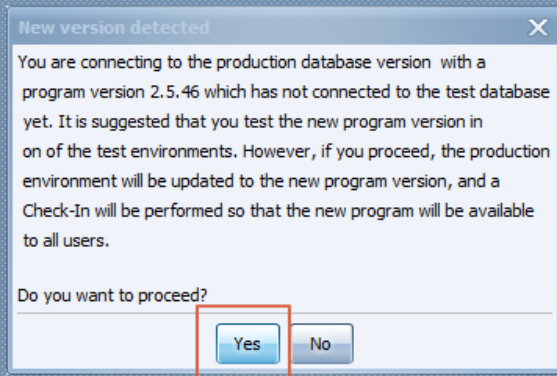 New version detected
You are connecting to the production database version with a
program version 2.5.46 which has not connected to the test database
yet. It is suggested that you test the new program version in
on of the test environments. However, if you proceed, the production
environment will be updated to the new program version, and a
Check-In will be performed so that the new program will be available
to all users.
Do you want to proceed?
Yes No